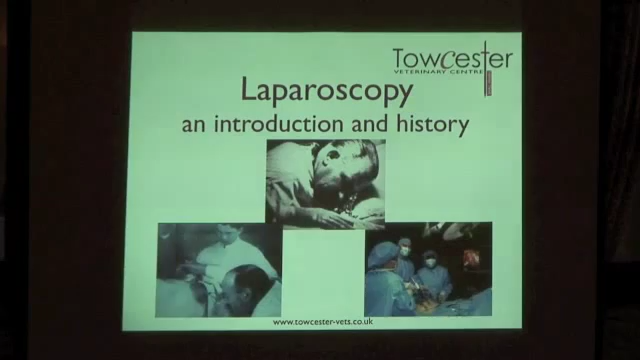 Towcester
VETERINARY CENTRE
Laparoscopy
an introduction and history
www.towcester-vets.co.uk